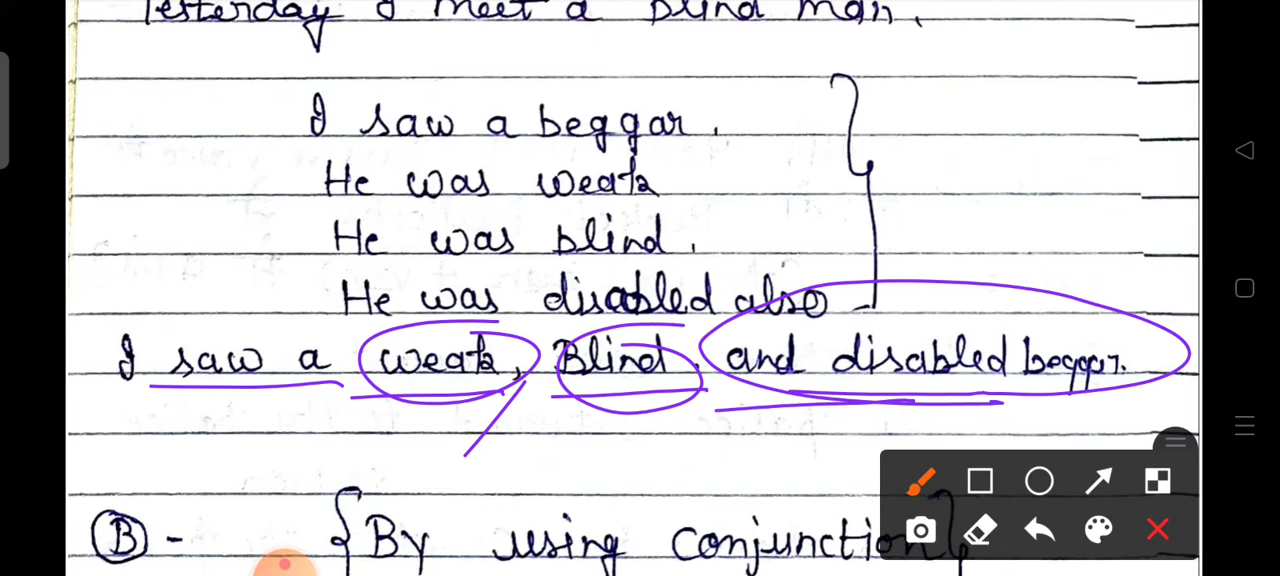 Yesterday I meet a blind man.
I saw a beggar.
He was weak
He was blind.
He was disabled also
I saw a weak, Blind, and disabled beggar.
B - {By using conjunction}